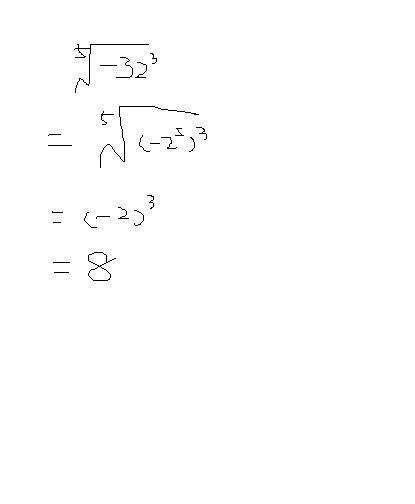 ⁵√-32³
= ⁵√(-2⁵)³
= (-2)³
= 8